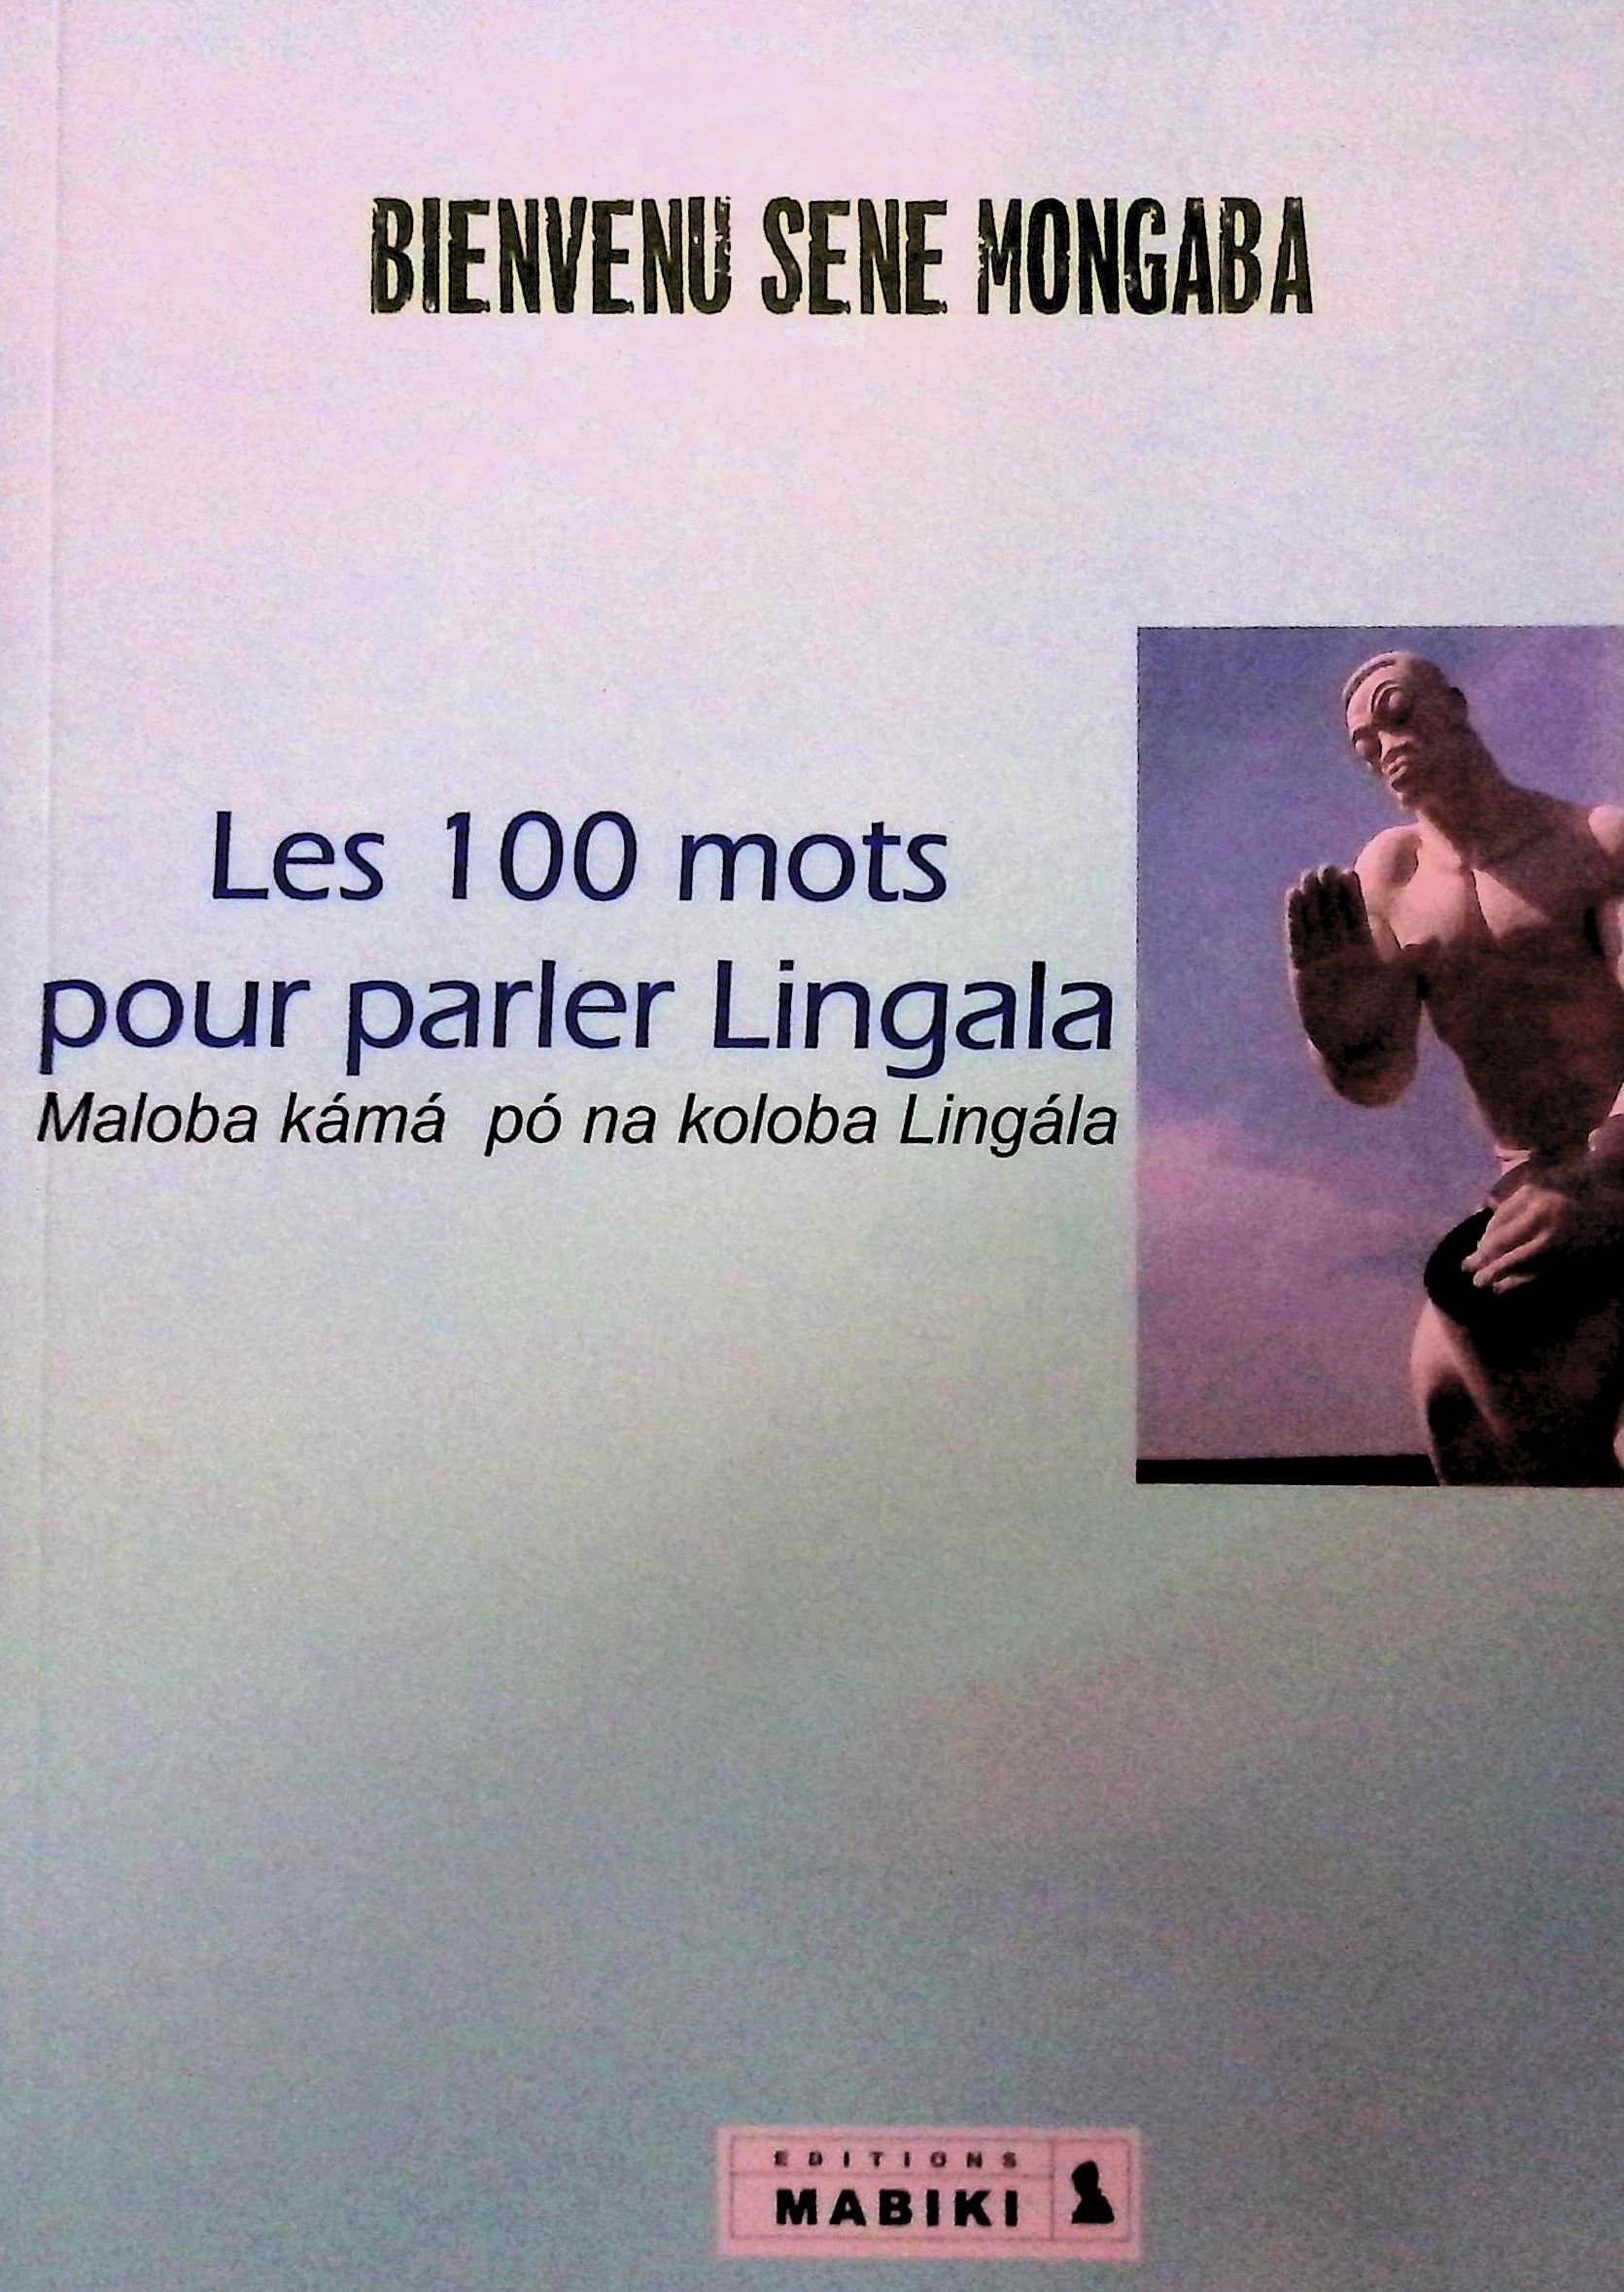 BIENVENU SENE MONGABA
Les 100 mots
pour parler Lingala
Maloba kámá pó na koloba Lingála
EDITIONS
MABIKI